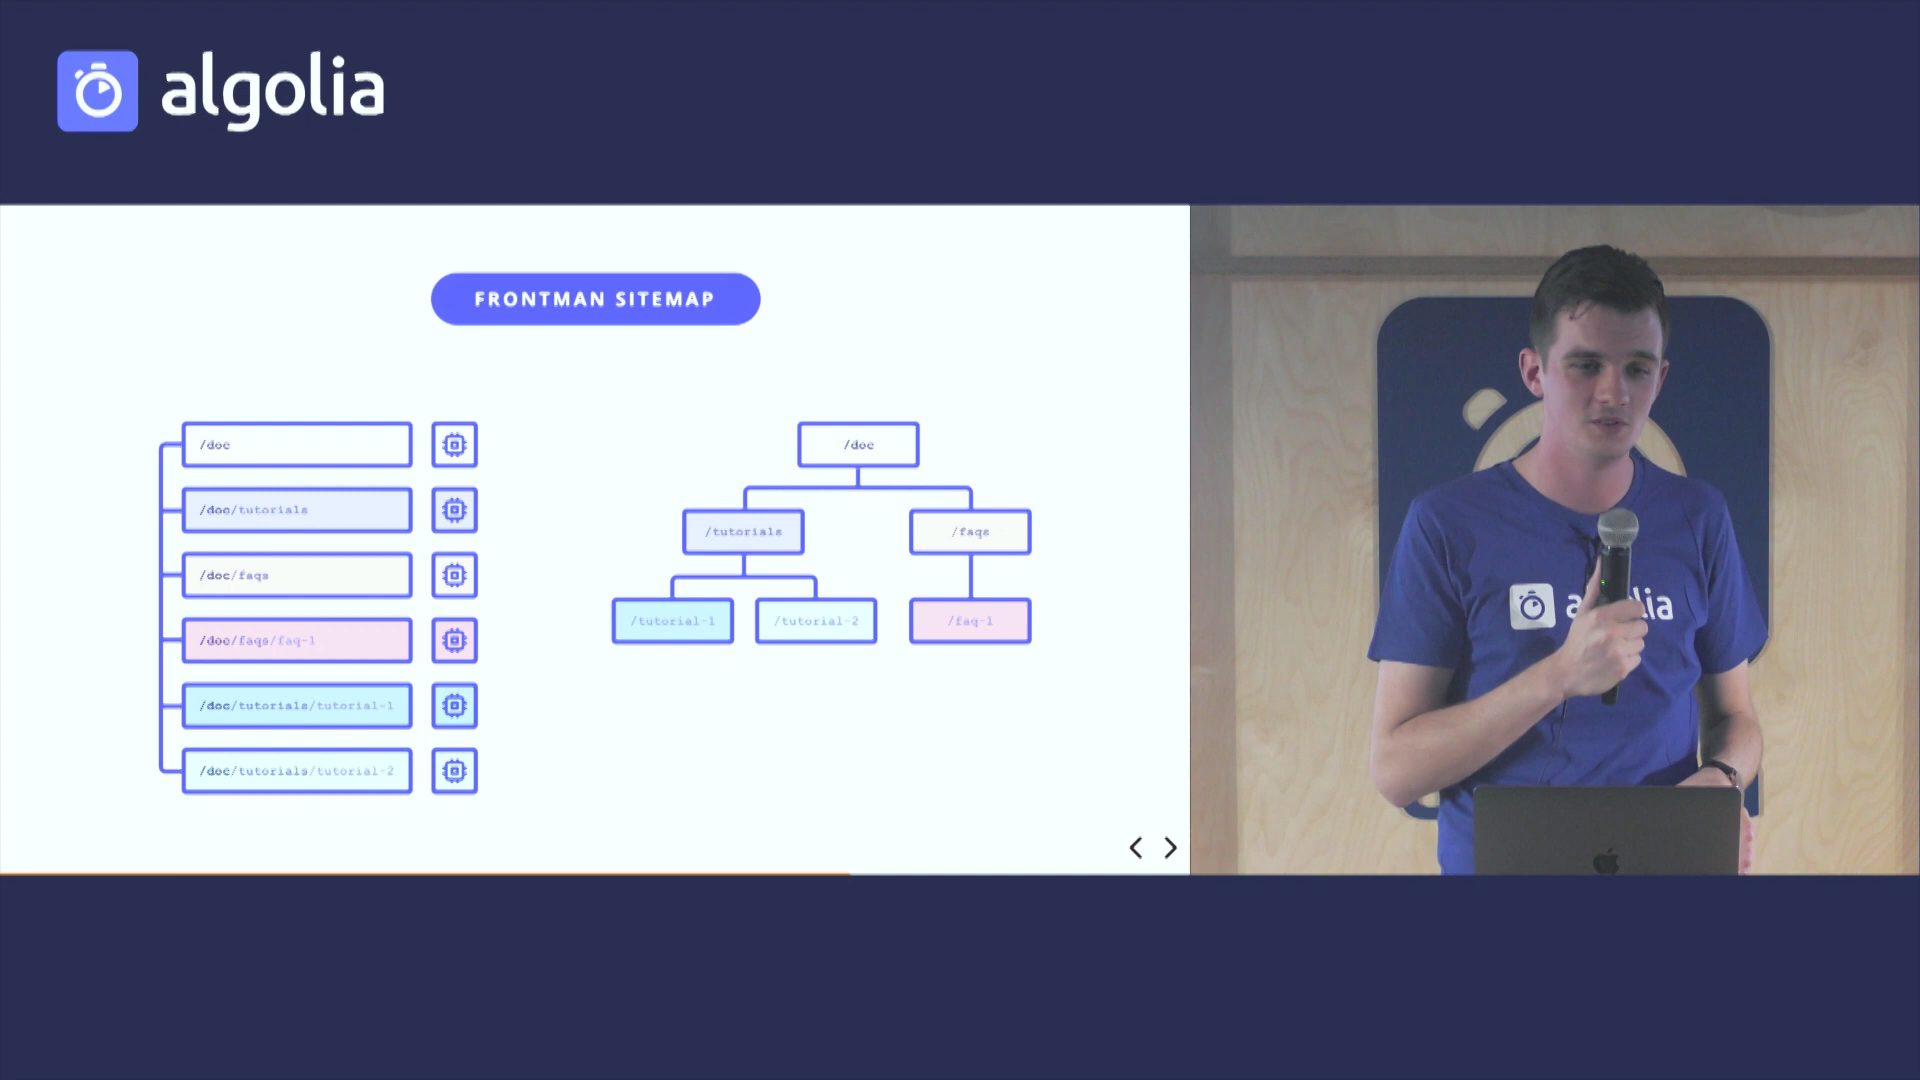 algolia
FRONTMAN SITEMAP
/doc
/doc/tutorials
/doc/faqs
/doc/faqs/faq-1
/doc/tutorials/tutorial-1
/doc/tutorials/tutorial-2
/doc
/tutorials
/faqs
/tutorial-1
/tutorial-2
/faq-1